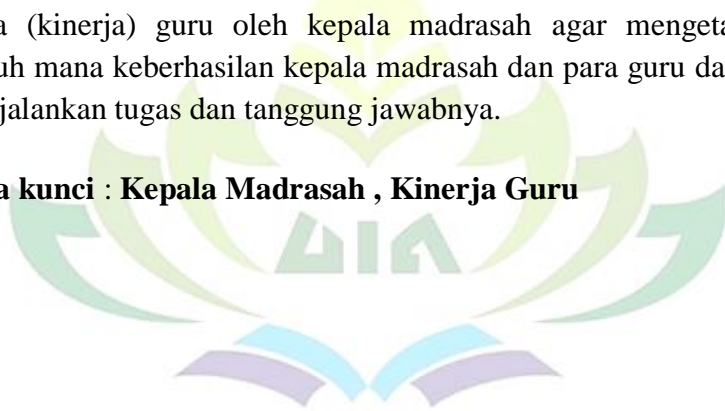 a (kinerja) guru oleh kepala madrasah agar mengeta
uh mana keberhasilan kepala madrasah dan para guru da
jalankan tugas dan tanggung jawabnya.
a kunci : Kepala Madrasah , Kinerja Guru
UIN